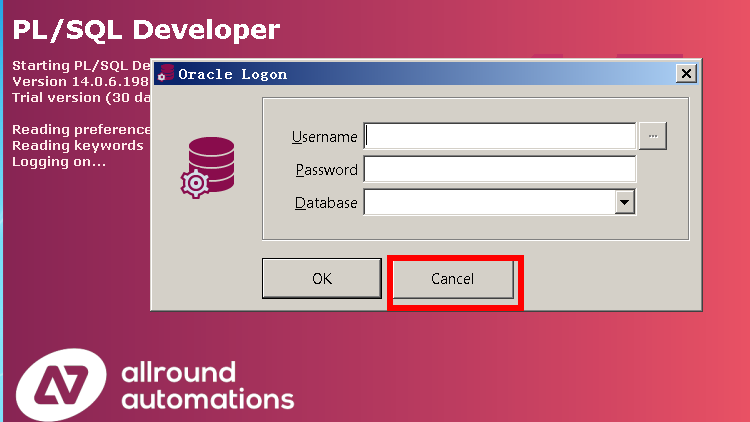 PL/SQL Developer
Starting PL/SQL De
Version 14.0.6.198
Trial version (30 da
Reading preference
Reading keywords
Logging on...
Oracle Logon
Username
...
Password
Database
OK
Cancel
allround
automations